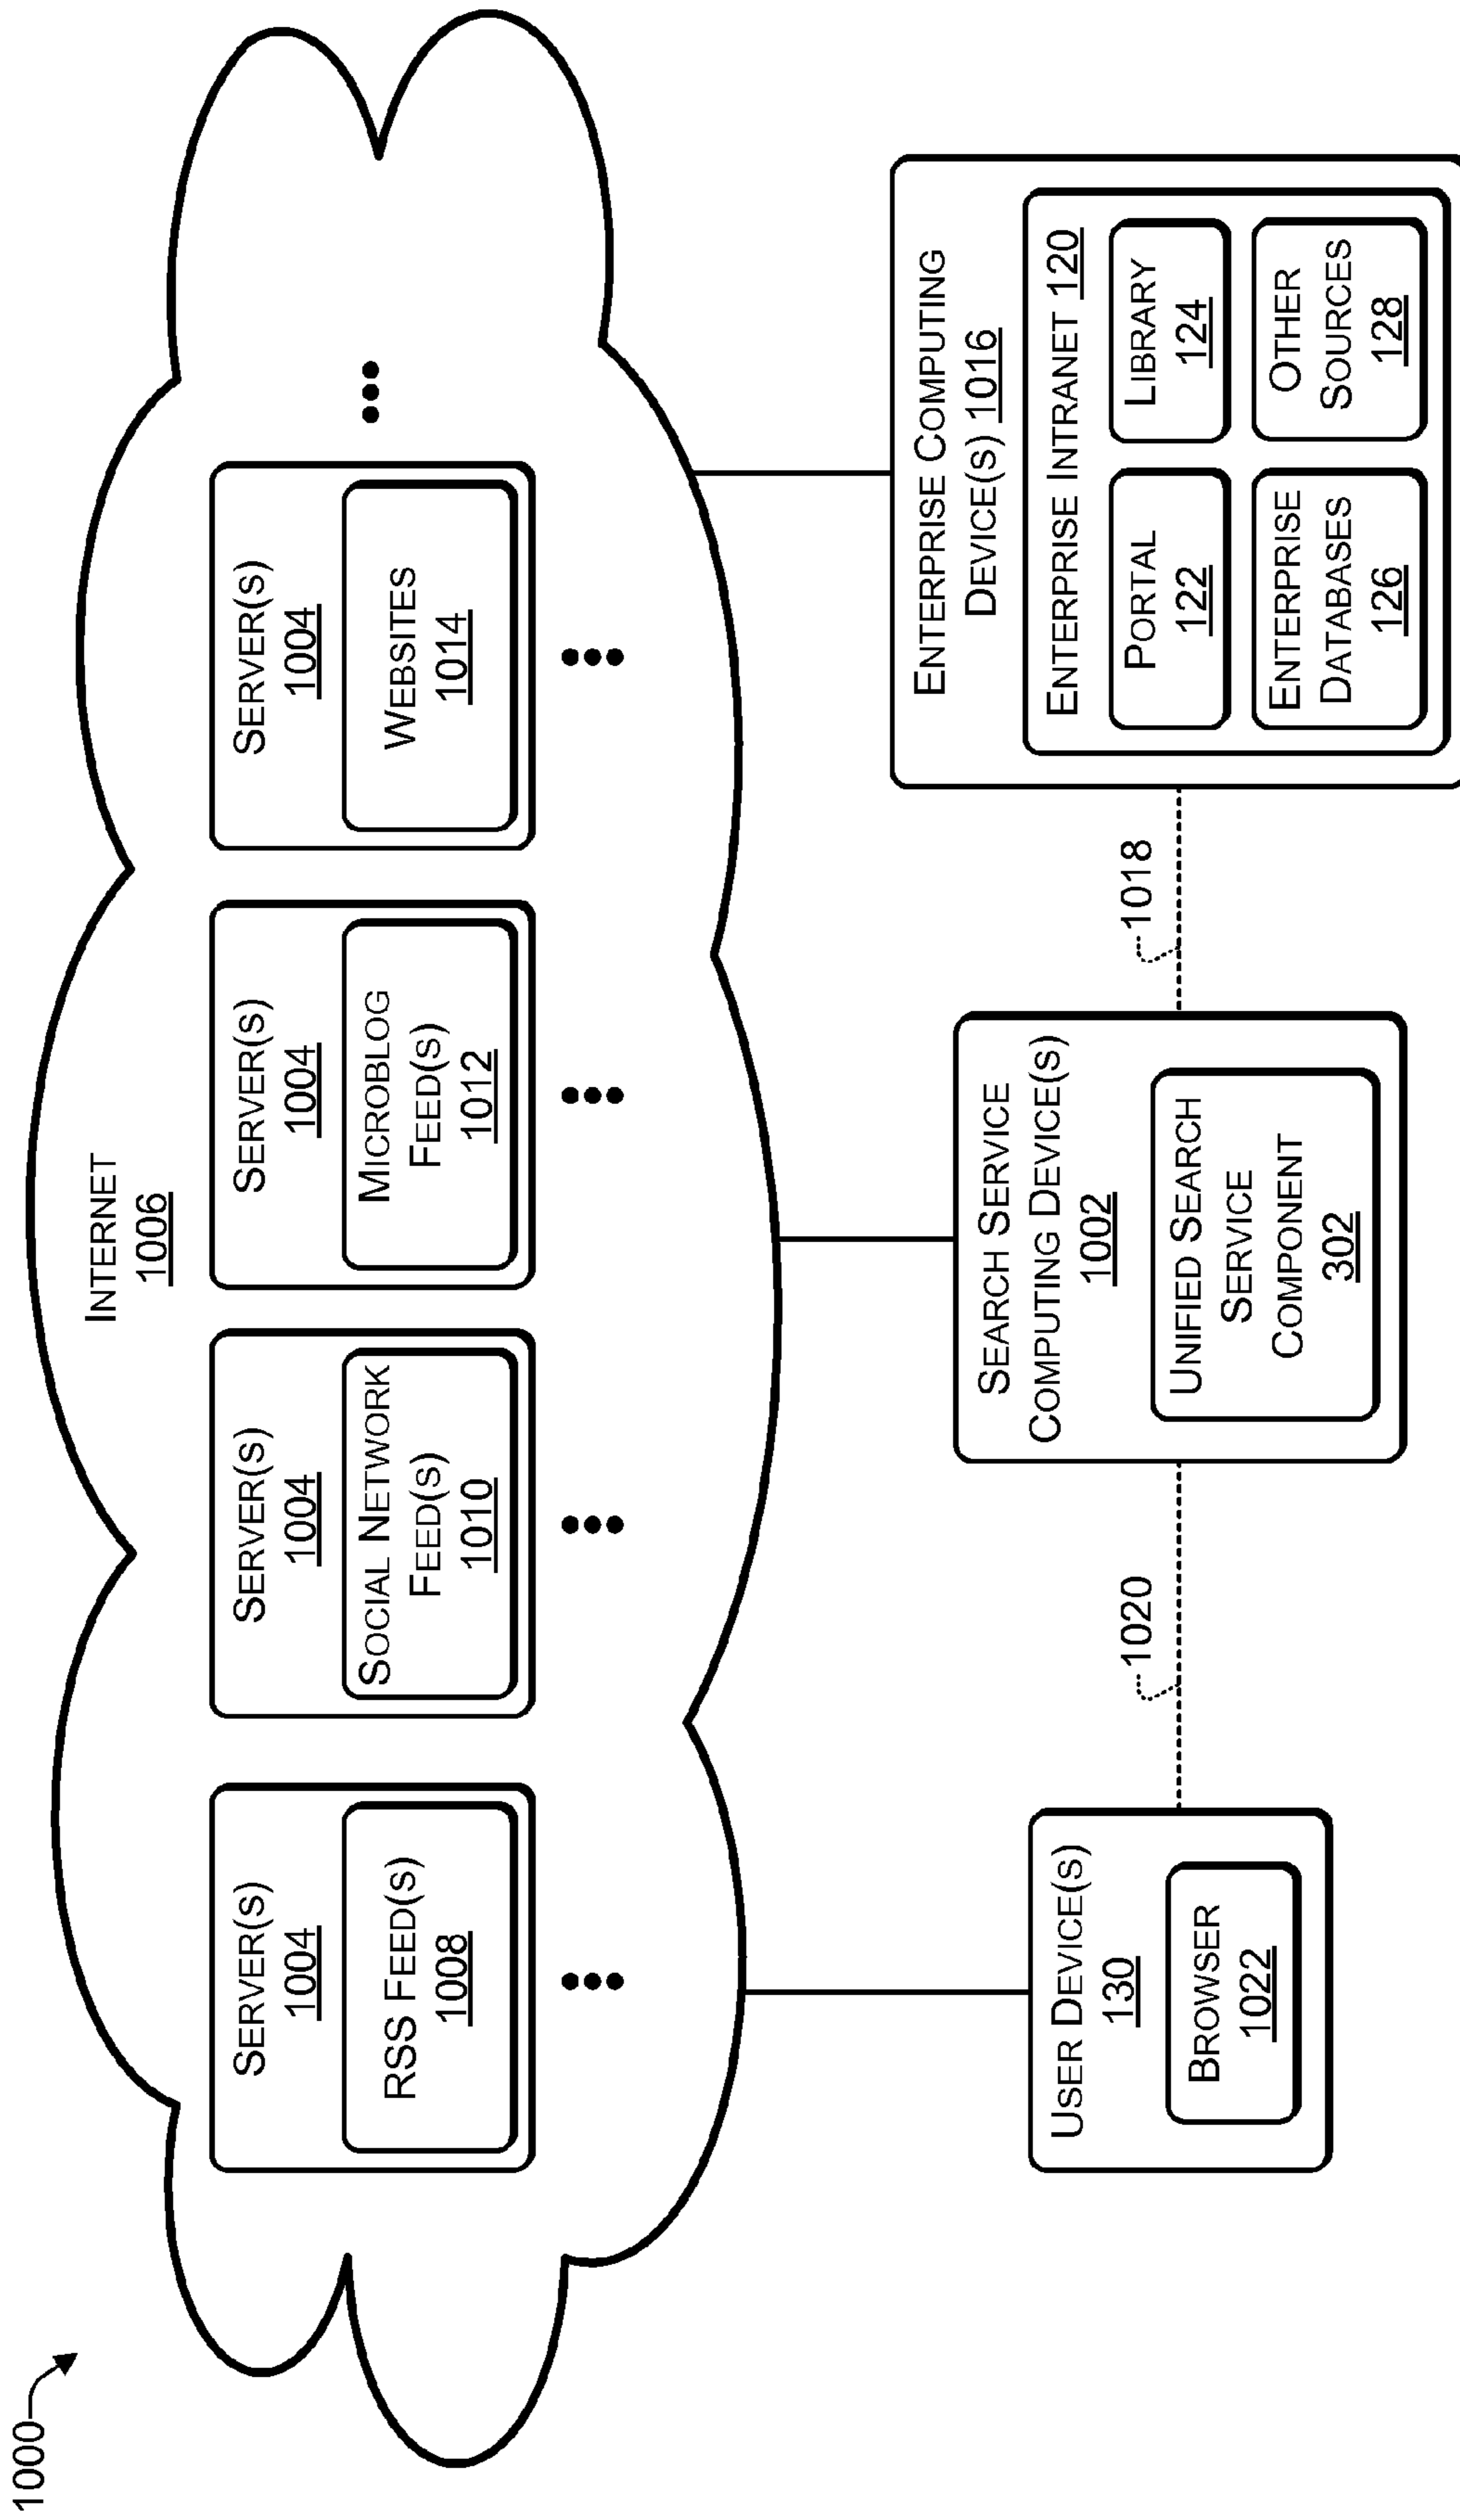 1000
INTERNET
1006
SERVER(S)
1004
RSS FEED(S)
1008
SERVER(S)
1004
SOCIAL NETWORK
FEED(S)
1010
SERVER(S)
1004
MICROBLOG
FEED(S)
1012
SERVER(S)
1004
WEBSITES
1014
USER DEVICE(S)
130
BROWSER
1022
1020
SEARCH SERVICE
COMPUTING DEVICE(S)
1002
UNIFIED SEARCH
SERVICE
COMPONENT
302
1018
ENTERPRISE COMPUTING
DEVICE(S) 1016
ENTERPRISE INTRANET 120
PORTAL
122
LIBRARY
124
ENTERPRISE
DATABASES
126
OTHER
SOURCES
128